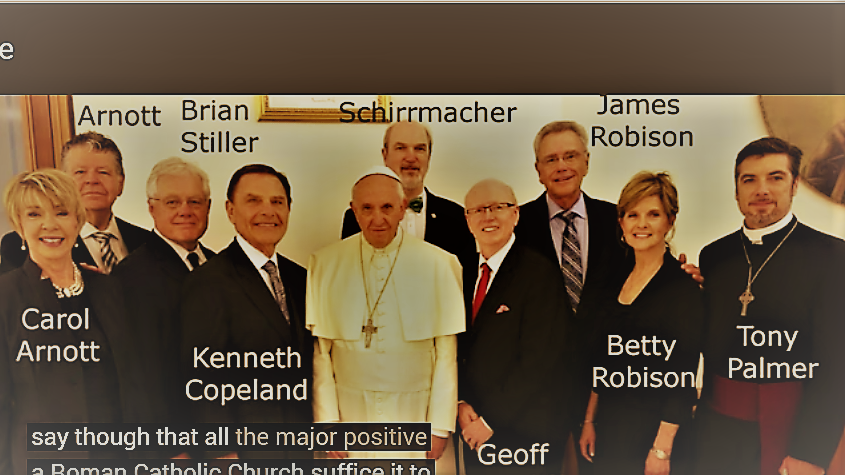 e
Arnott
Brian
Stiller
Schirrmacher
James
Robison
Carol
Arnott
Kenneth
Copeland
Betty
Robison
Tony
Palmer
Geoff
say though that all the major positive
a Roman Catholic Church suffice it to